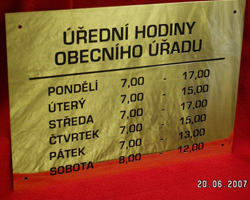 ÚŘEDNÍ HODINY
OBECNÍHO ÚŘADU
PONDĚLÍ 7,00 - 17,00
ÚTERÝ 7,00 - 15,00
STŘEDA 7,00 - 17,00
ČTVRTEK 7,00 - 15,00
PÁTEK 7,00 - 13,00
SOBOTA 8,00 - 12,00
20.06.2007